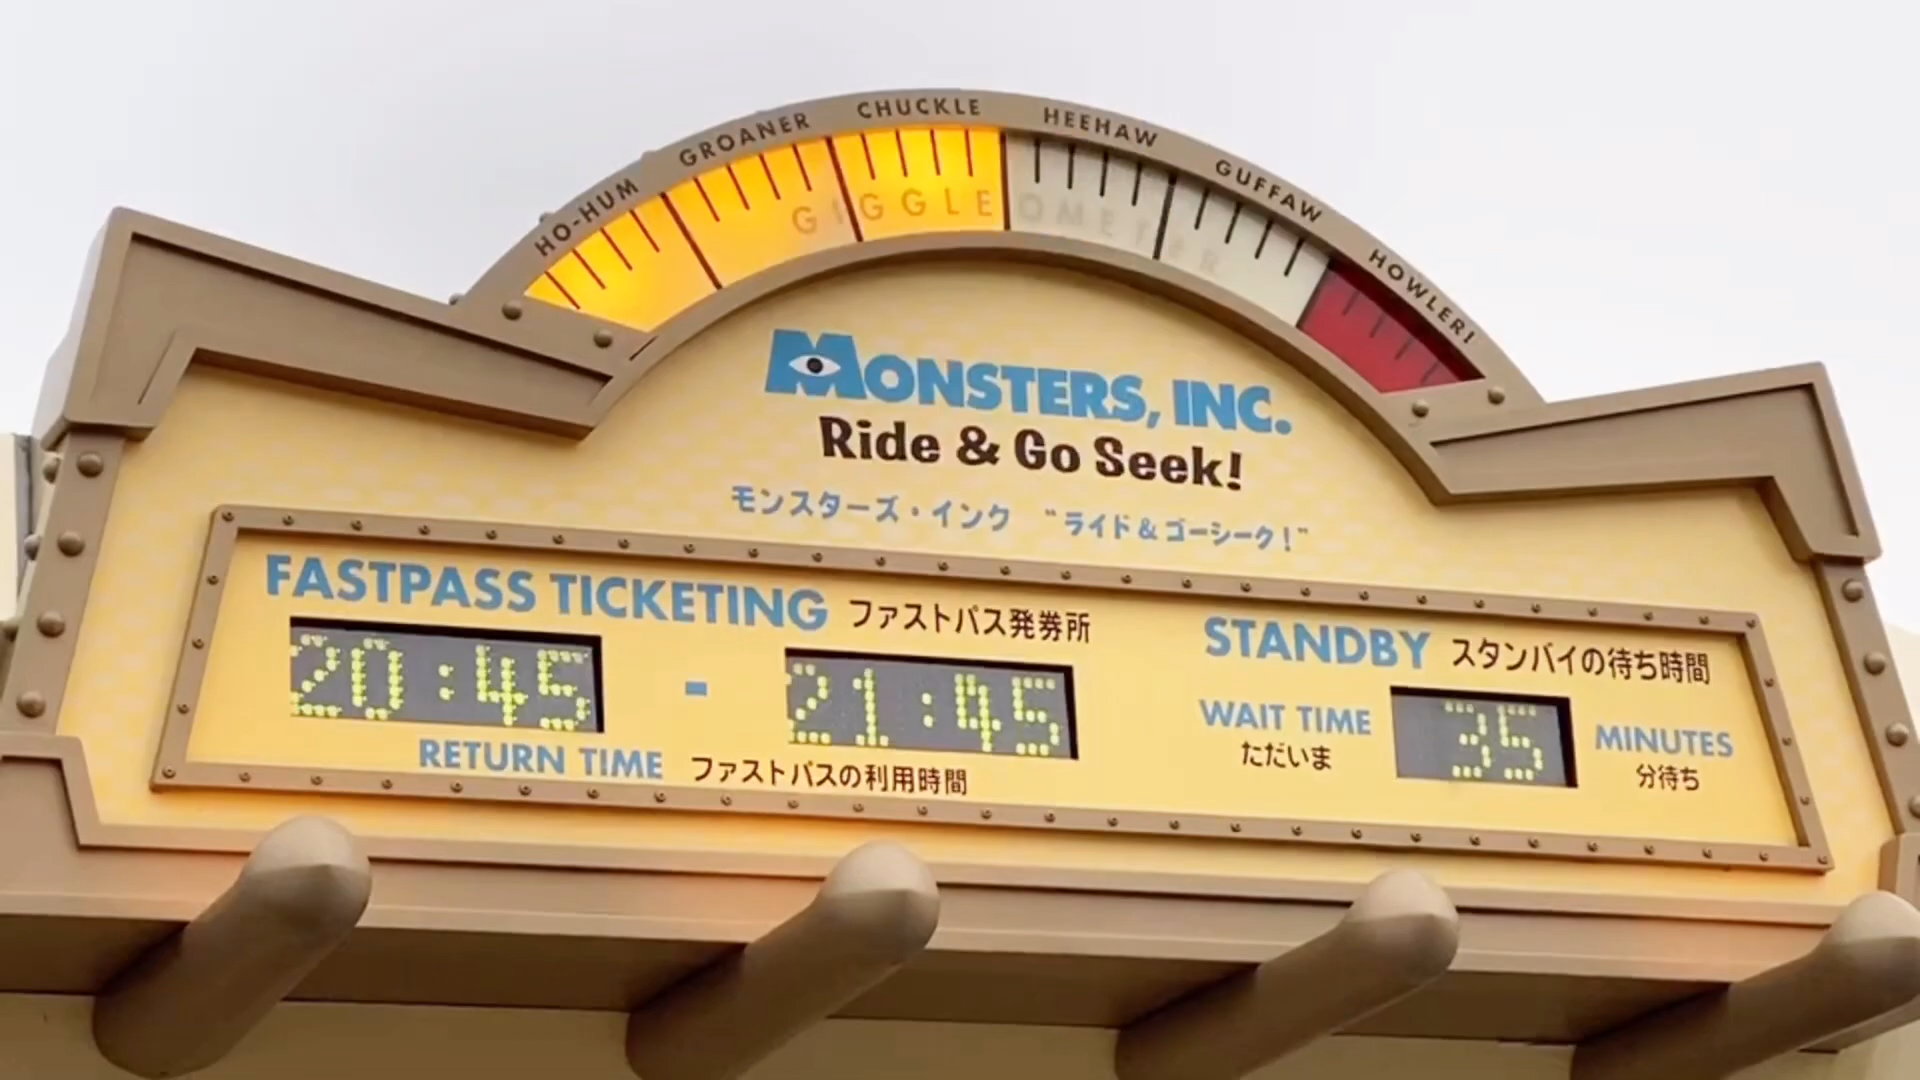 HO-HUM GROANER CHUCKLE HEEHAW GUFFAW HOWLER!
GIGGLE OMETER
MONSTERS, INC.
Ride & Go Seek!
モンスターズ・インク "ライド&ゴーシーク!"
FASTPASS TICKETING ファストパス発券所
20:45 - 21:45
RETURN TIME ファストパスの利用時間
STANDBY スタンバイの待ち時間
WAIT TIME 35 MINUTES
ただいま 分待ち